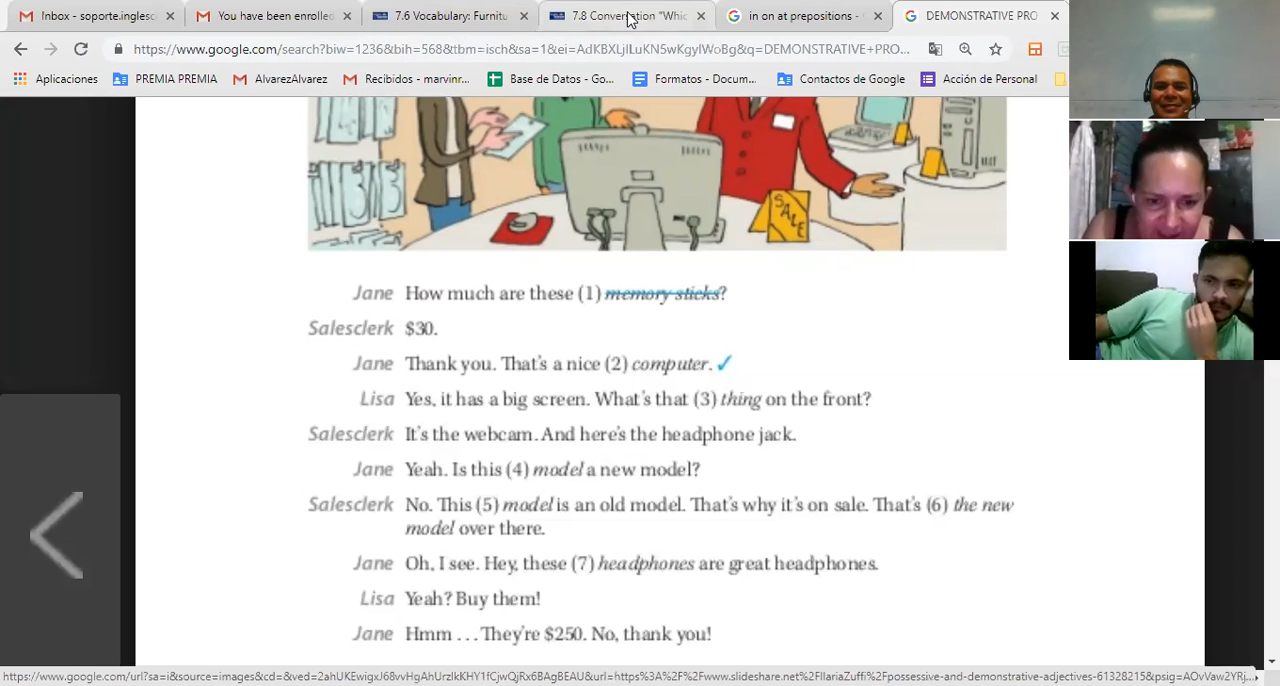 Inbox - soporte.inglesc
You have been enrolled
7.6 Vocabulary: Furnitu
7.8 Conversation "Whic
in on at prepositions -
DEMONSTRATIVE PRO
https://www.google.com/search?biw=1236&bih=568&tbm=isch&sa=1&ei=AdKBXLjlLuKN5wKgylWoBg&q=DEMONSTRATIVE+PRO...
Aplicaciones
PREMIA PREMIA
AlvarezAlvarez
Recibidos - marvinr...
Base de Datos - Go...
Formatos - Docum...
Contactos de Google
Acción de Personal
SALE
Jane How much are these (1) memory sticks?
Salesclerk $30.
Jane Thank you. That's a nice (2) computer. ✓
Lisa Yes, it has a big screen. What's that (3) thing on the front?
Salesclerk It's the webcam. And here's the headphone jack.
Jane Yeah. Is this (4) model a new model?
Salesclerk No. This (5) model is an old model. That's why it's on sale. That's (6) the new
model over there.
Jane Oh, I see. Hey, these (7) headphones are great headphones.
Lisa Yeah? Buy them!
Jane Hmm . . . They're $250. No, thank you!